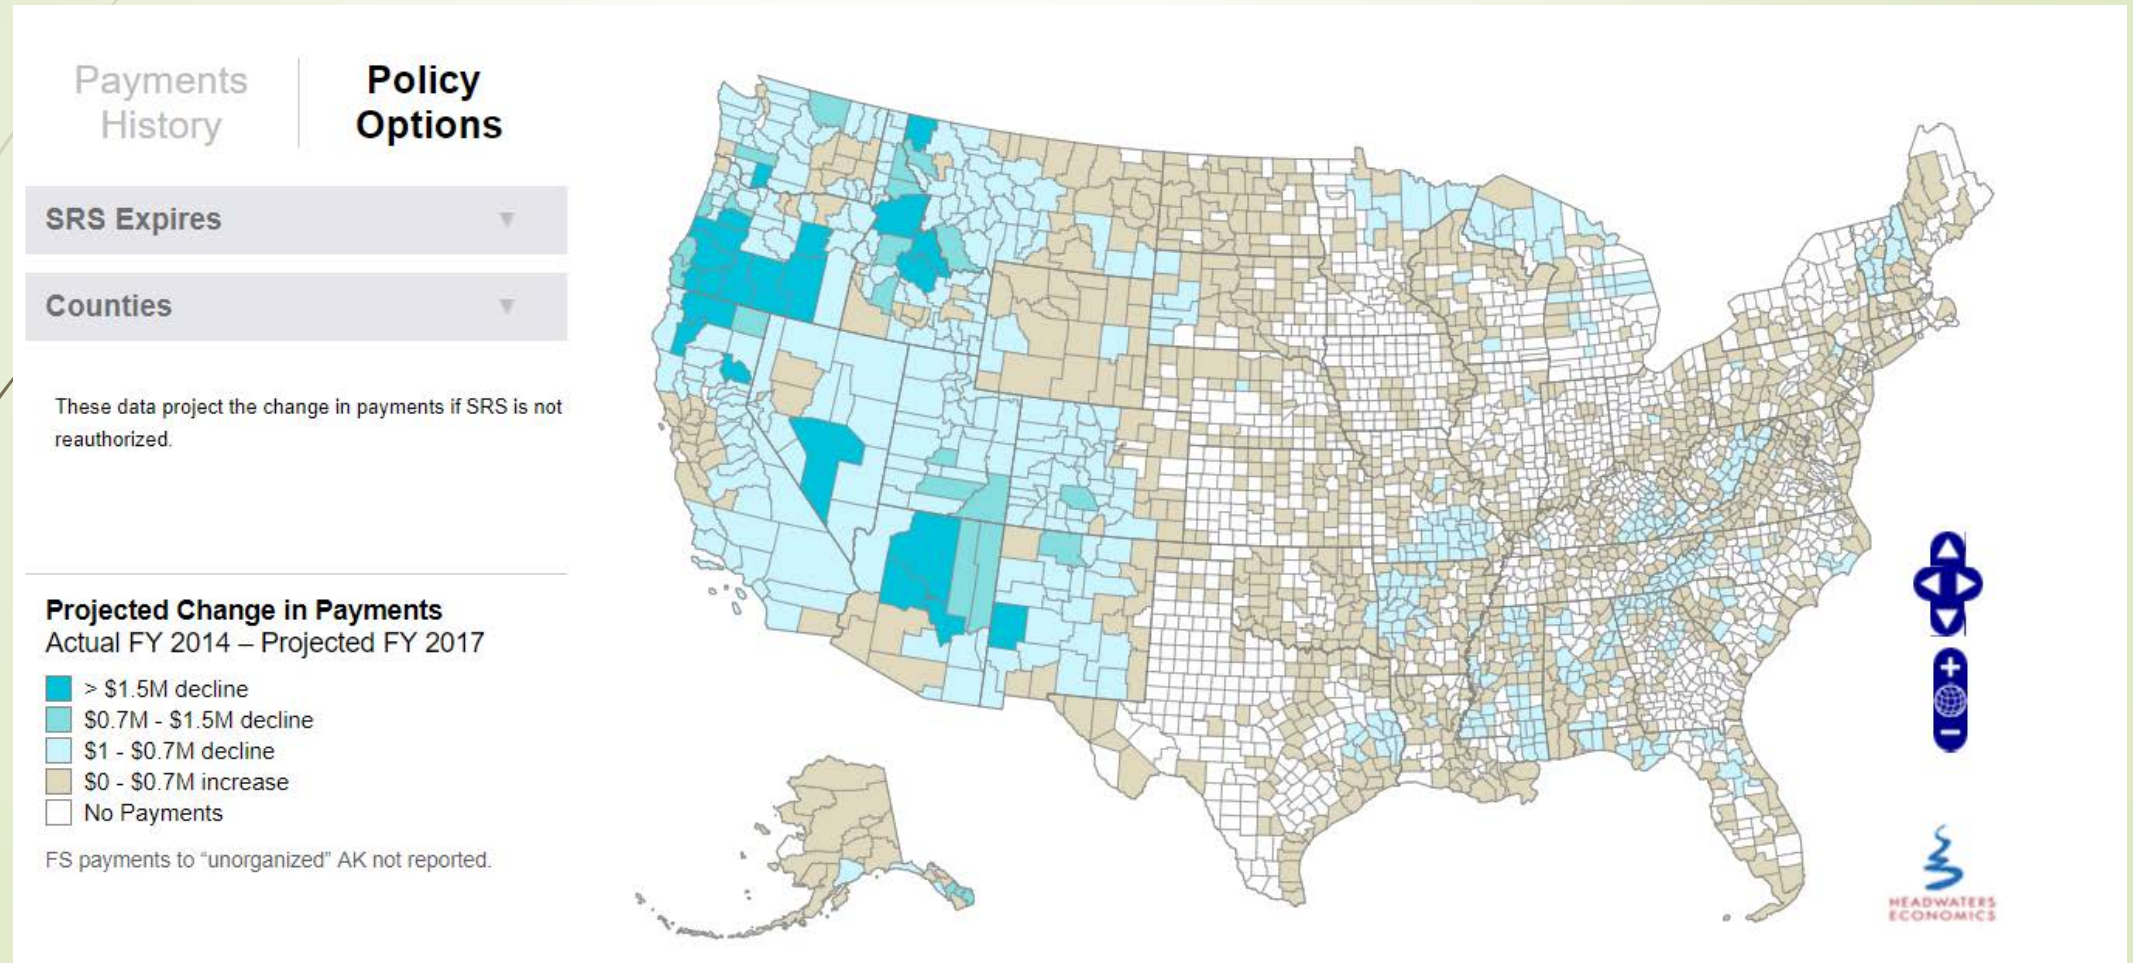 Payments
History
Policy
Options
SRS Expires
Counties
These data project the change in payments if SRS is not
reauthorized.
Projected Change in Payments
Actual FY 2014 – Projected FY 2017
> $1.5M decline
$0.7M - $1.5M decline
$1 - $0.7M decline
$0 - $0.7M increase
No Payments
FS payments to “unorganized” AK not reported.
HEADWATERS
ECONOMICS